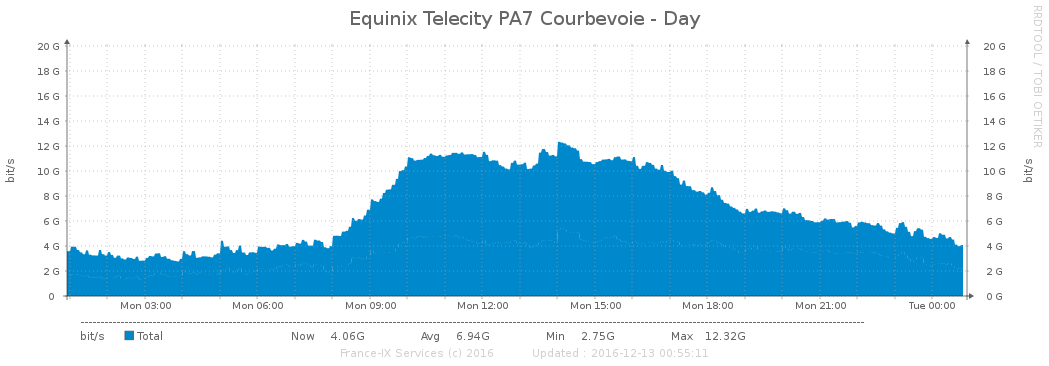 Equinix Telecity PA7 Courbevoie - Day
RRDTOOL / TOBI OETIKER
20 G 20 G
18 G 18 G
16 G 16 G
14 G 14 G
12 G 12 G
10 G 10 G
8 G 8 G
6 G 6 G
4 G 4 G
2 G 2 G
0 0 G
bit/s bit/s
Mon 03:00 Mon 06:00 Mon 09:00 Mon 12:00 Mon 15:00 Mon 18:00 Mon 21:00 Tue 00:00
bit/s Total Now 4.06G Avg 6.94G Min 2.75G Max 12.32G
France-IX Services (c) 2016 Updated : 2016-12-13 00:55:11